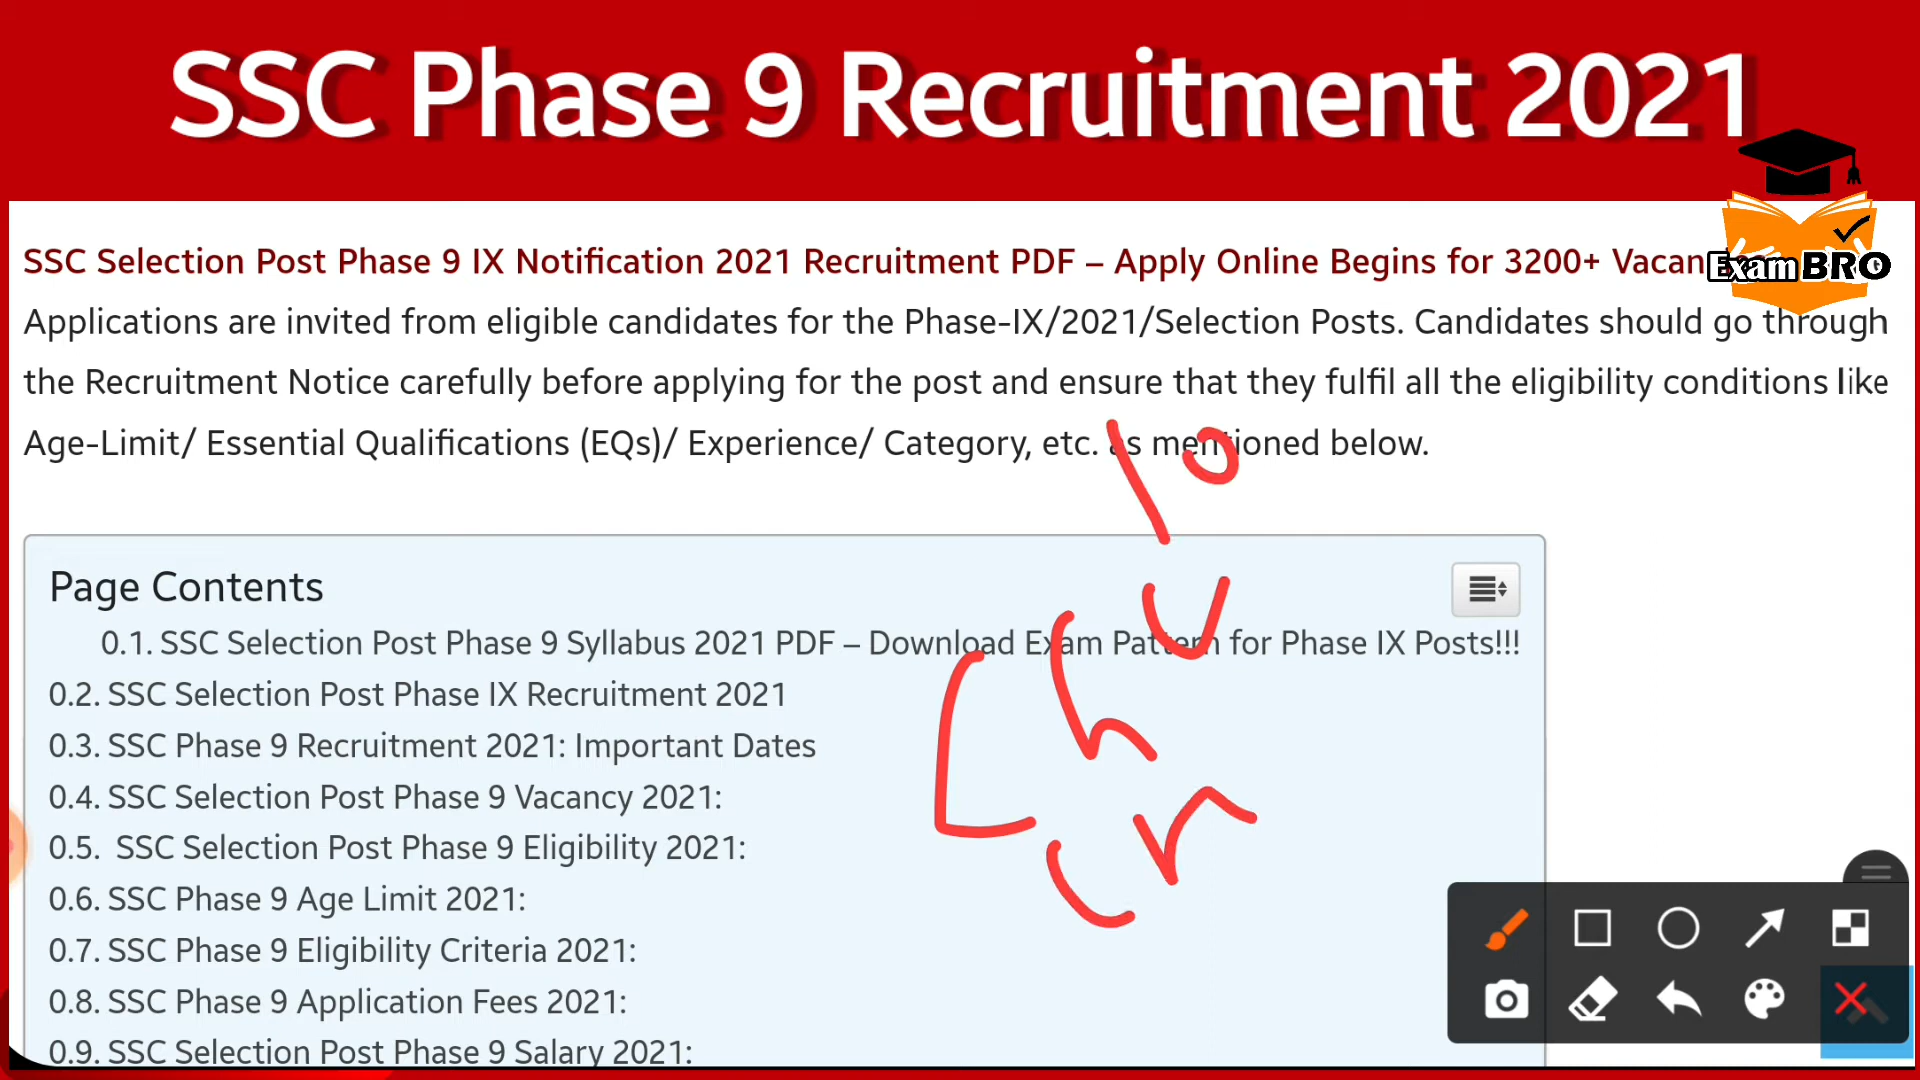 SSC Phase 9 Recruitment 2021
SSC Selection Post Phase 9 IX Notification 2021 Recruitment PDF – Apply Online Begins for 3200+
Exam BRO
Applications are invited from eligible candidates for the Phase-IX/2021/Selection Posts. Candidates should go through
the Recruitment Notice carefully before applying for the post and ensure that they fulfil all the eligibility conditions like
Age-Limit/ Essential Qualifications (EQs)/ Experience/ Category, etc. as mentioned below.
10
Page Contents
0.1. SSC Selection Post Phase 9 Syllabus 2021 PDF – Download Exam Pattern for Phase IX Posts!!!
0.2. SSC Selection Post Phase IX Recruitment 2021
0.3. SSC Phase 9 Recruitment 2021: Important Dates
0.4. SSC Selection Post Phase 9 Vacancy 2021:
0.5. SSC Selection Post Phase 9 Eligibility 2021:
0.6. SSC Phase 9 Age Limit 2021:
0.7. SSC Phase 9 Eligibility Criteria 2021:
0.8. SSC Phase 9 Application Fees 2021:
0.9. SSC Selection Post Phase 9 Salary 2021: